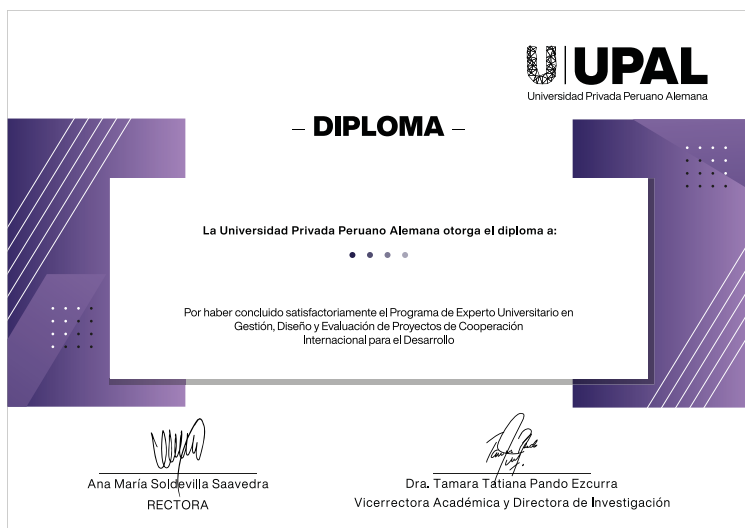 UPAL
Universidad Privada Peruano Alemana
– DIPLOMA –
La Universidad Privada Peruano Alemana otorga el diploma a:
Por haber concluido satisfactoriamente el Programa de Experto Universitario en
Gestión, Diseño y Evaluación de Proyectos de Cooperación
Internacional para el Desarrollo
Ana María Soldevilla Saavedra
RECTORA
Dra. Tamara Tatiana Pando Ezcurra
Vicerrectora Académica y Directora de Investigación